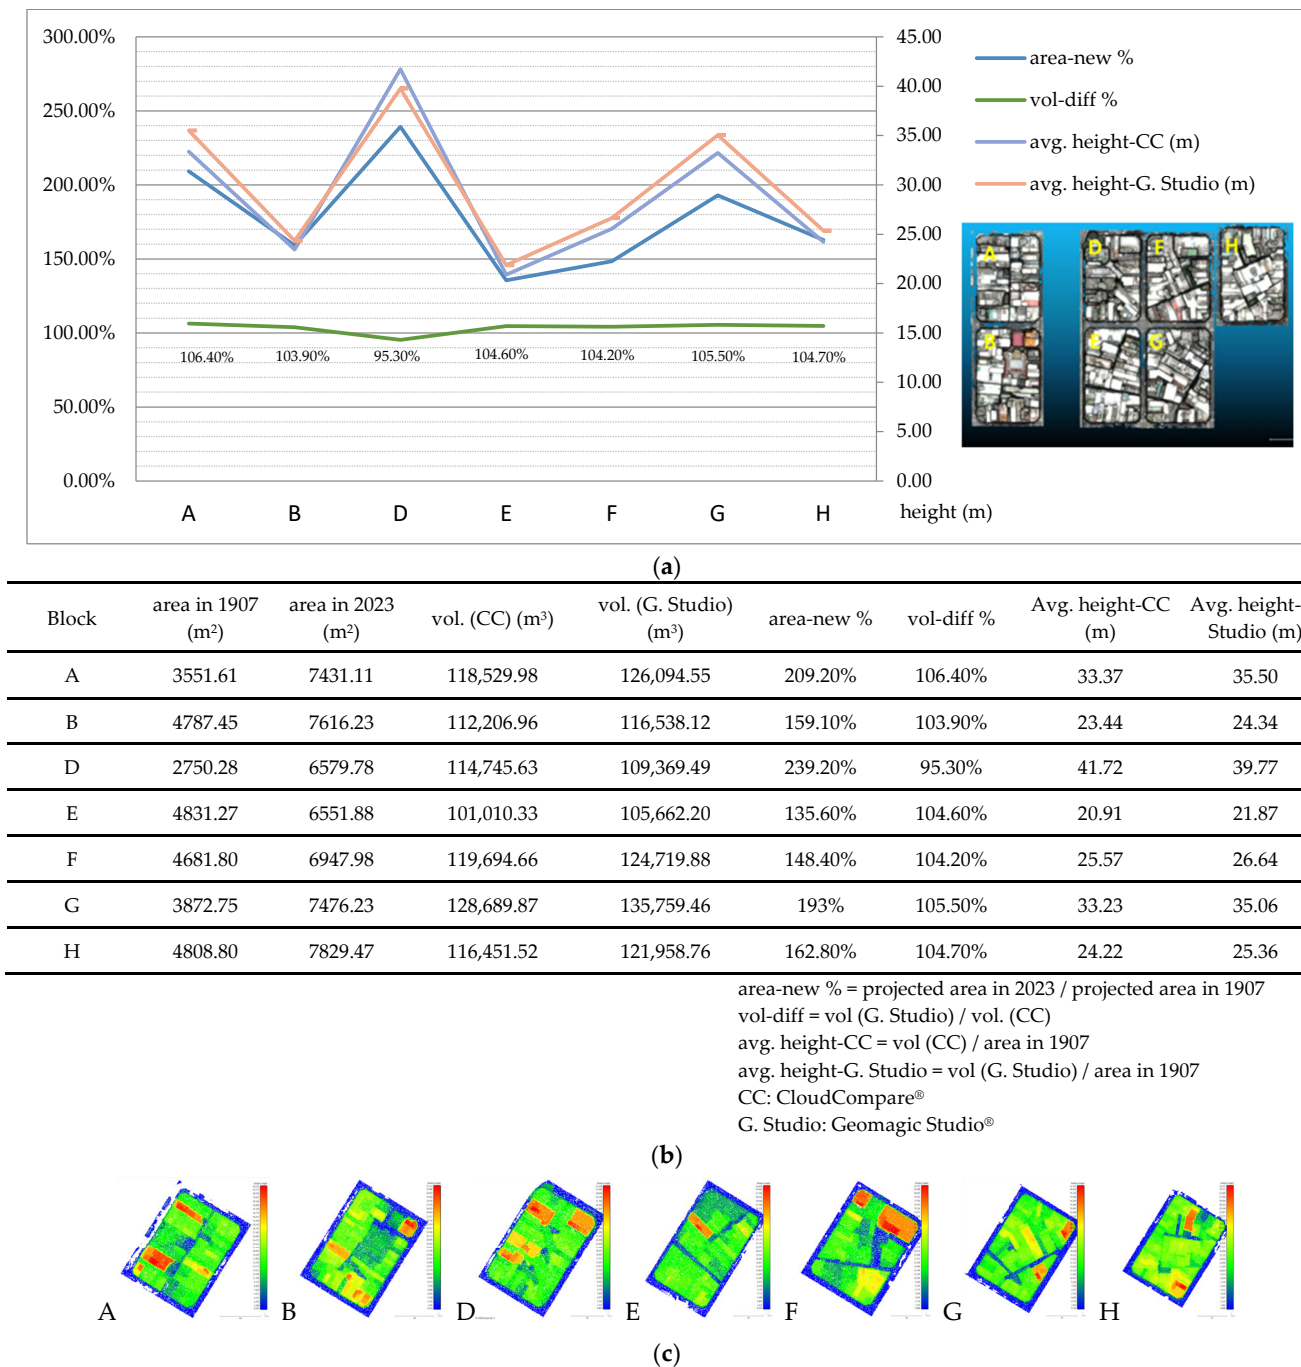 300.00%
250.00%
200.00%
150.00%
100.00%
50.00%
0.00%
45.00
40.00
35.00
30.00
25.00
20.00
15.00
10.00
5.00
0.00
106.40% 103.90% 95.30% 104.60% 104.20% 105.50% 104.70%
A B D E F G H height (m)
area-new %
vol-diff %
avg. height-CC (m)
avg. height-G. Studio (m)
A D F H
B E G
(a)
Block area in 1907 (m²) area in 2023 (m²) vol. (CC) (m³) vol. (G. Studio) (m³) area-new % vol-diff % Avg. height-CC (m) Avg. height- Studio (m)
A 3551.61 7431.11 118,529.98 126,094.55 209.20% 106.40% 33.37 35.50
B 4787.45 7616.23 112,206.96 116,538.12 159.10% 103.90% 23.44 24.34
D 2750.28 6579.78 114,745.63 109,369.49 239.20% 95.30% 41.72 39.77
E 4831.27 6551.88 101,010.33 105,662.20 135.60% 104.60% 20.91 21.87
F 4681.80 6947.98 119,694.66 124,719.88 148.40% 104.20% 25.57 26.64
G 3872.75 7476.23 128,689.87 135,759.46 193% 105.50% 33.23 35.06
H 4808.80 7829.47 116,451.52 121,958.76 162.80% 104.70% 24.22 25.36
area-new % = projected area in 2023 / projected area in 1907
vol-diff = vol (G. Studio) / vol. (CC)
avg. height-CC = vol (CC) / area in 1907
avg. height-G. Studio = vol (G. Studio) / area in 1907
CC: CloudCompare®
G. Studio: Geomagic Studio®
(b)
A B D E F G H
(c)